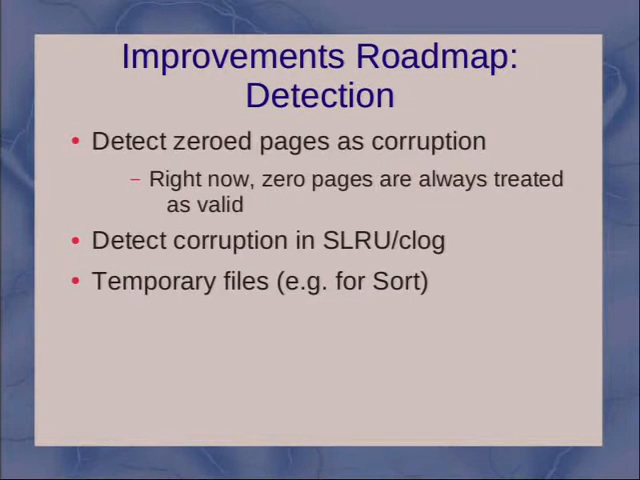 Improvements Roadmap:
Detection
• Detect zeroed pages as corruption
– Right now, zero pages are always treated
as valid
• Detect corruption in SLRU/clog
• Temporary files (e.g. for Sort)